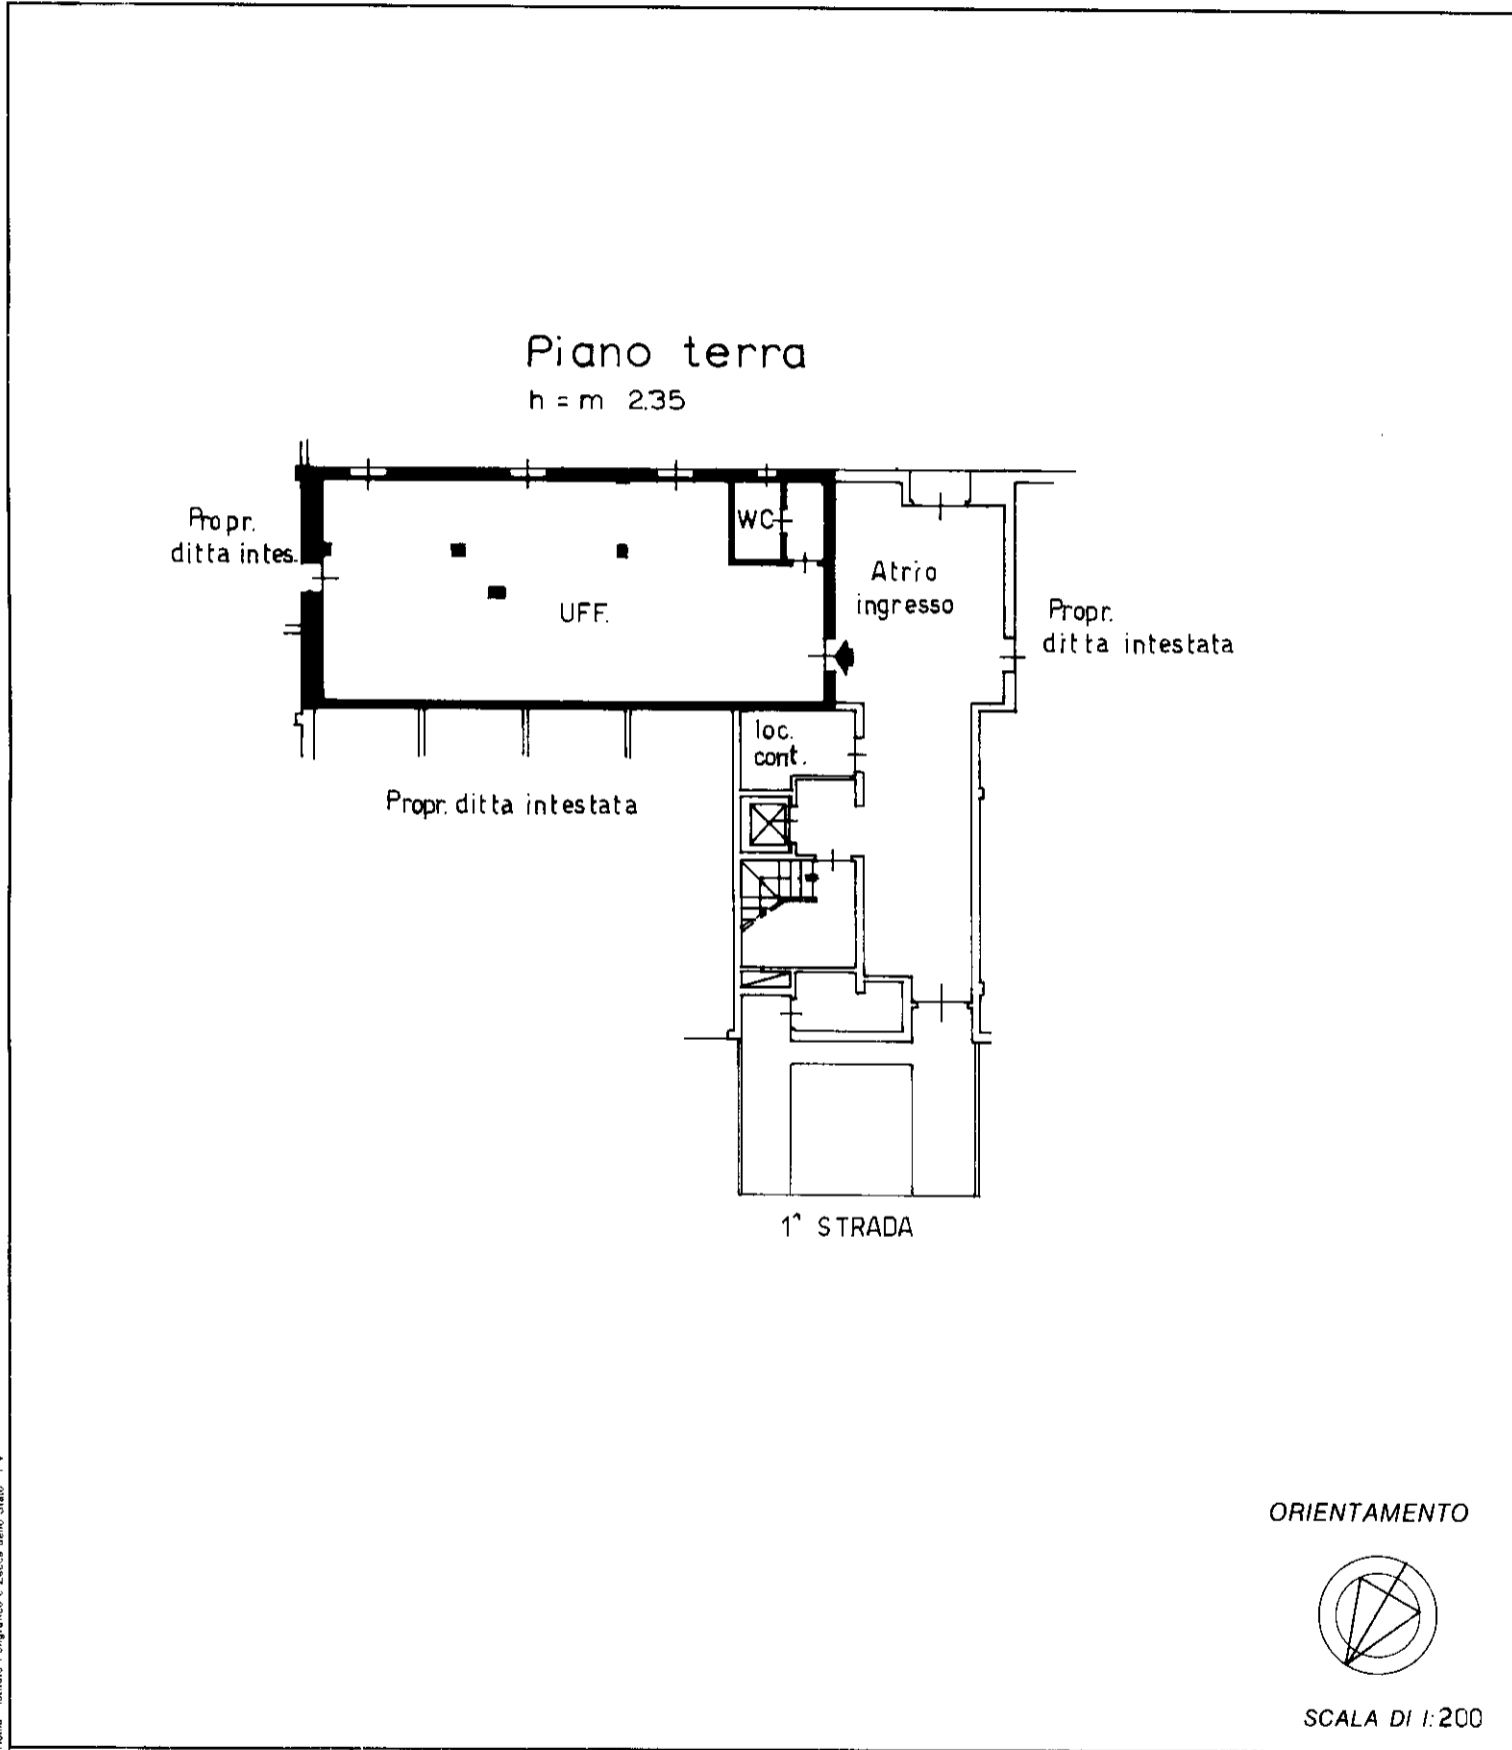 Piano terra
h = m 2.35
Propr.
ditta intes.
WC
UFF.
Atrio
ingresso
Propr.
ditta intestata
loc.
cont.
Propr. ditta intestata
1^ STRADA
ORIENTAMENTO
SCALA DI 1:200